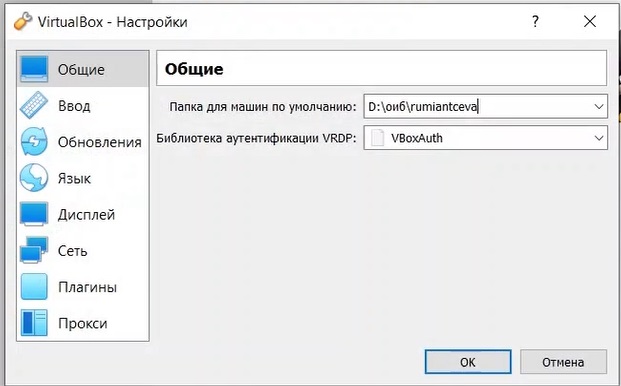 VirtualBox - Настройки
?
Общие
Ввод
Обновления
Язык
Дисплей
Сеть
Плагины
Прокси
Общие
Папка для машин по умолчанию: D:\оиб\rumiantceva
Библиотека аутентификации VRDP: VBoxAuth
OK Отмена